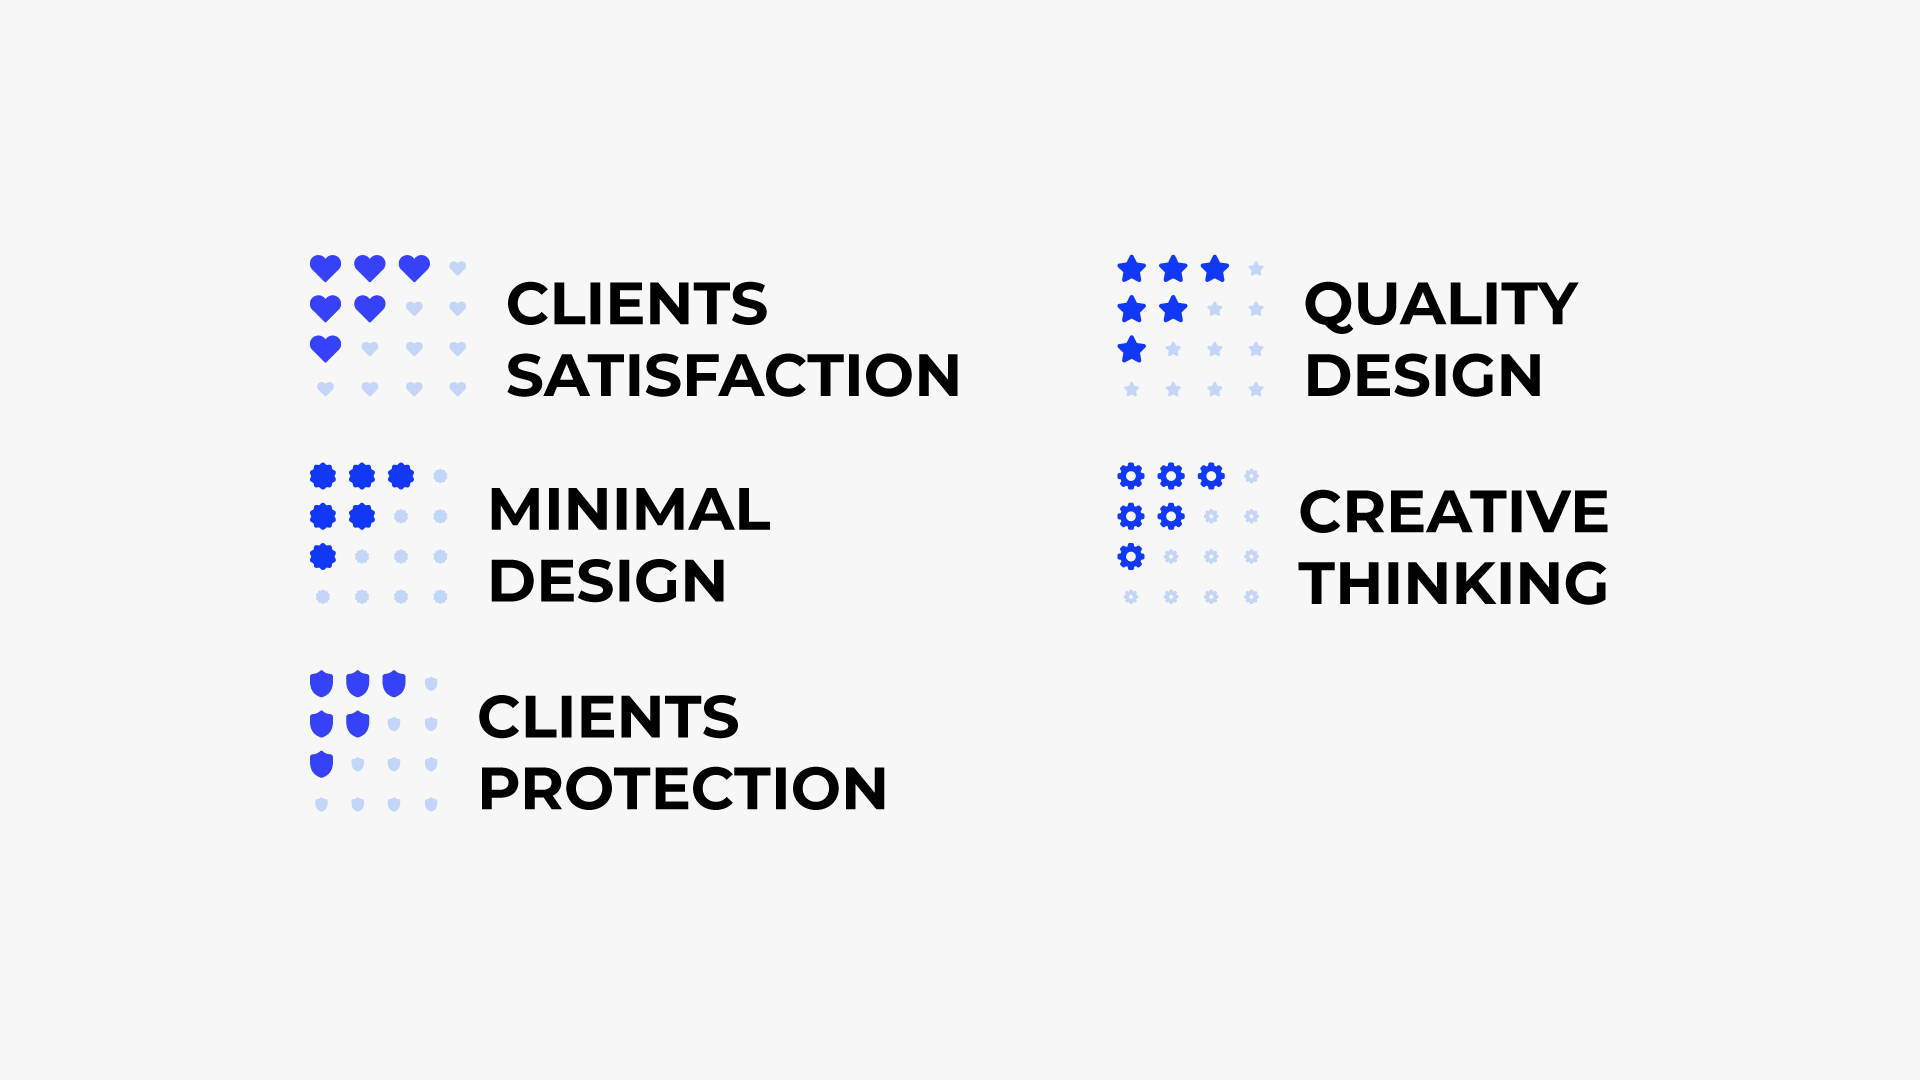 CLIENTS
SATISFACTION
QUALITY
DESIGN
MINIMAL
DESIGN
CREATIVE
THINKING
CLIENTS
PROTECTION